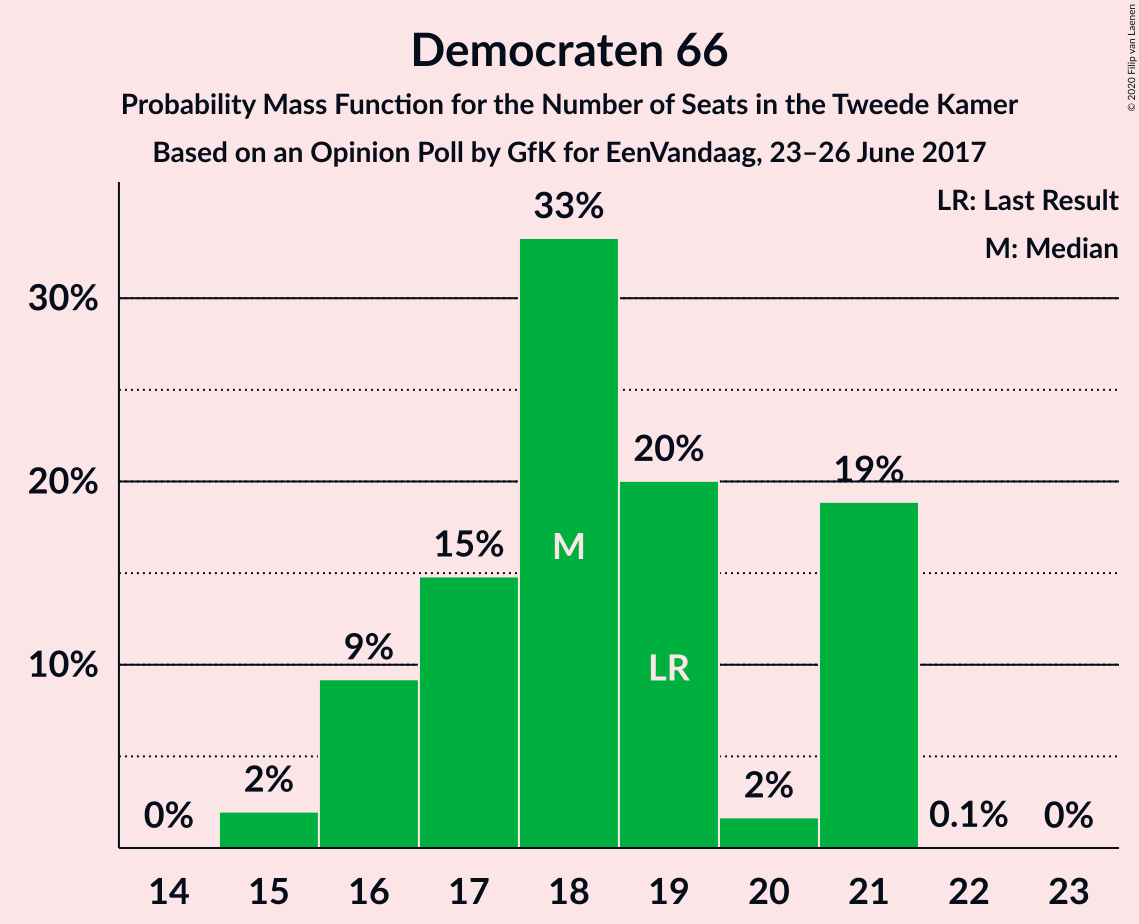 Democraten 66
Probability Mass Function for the Number of Seats in the Tweede Kamer
Based on an Opinion Poll by GfK for EenVandaag, 23–26 June 2017
© 2020 Filip van Laenen
LR: Last Result
M: Median
30%
20%
10%
0%
2%
9%
15%
33%
20%
2%
19%
0.1%
0%
M
LR
14 15 16 17 18 19 20 21 22 23